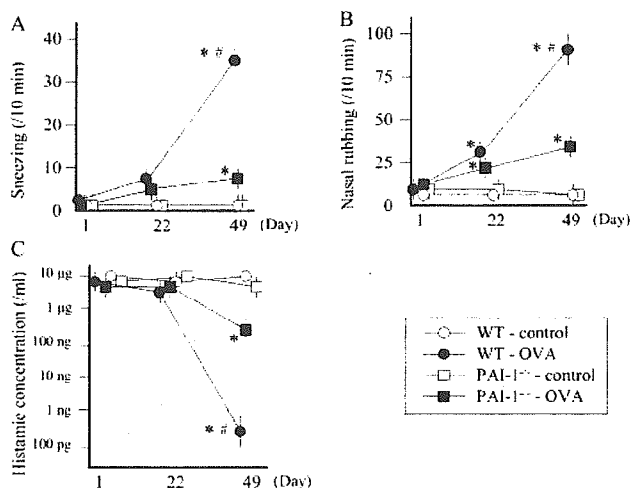 A
Sneezing (/10 min)
40
30
20
10
0
* #
*
1 22 49 (Day)
B
Nasal rubbing (/10 min)
100
75
50
25
0
* #
*
*
*
1 22 49 (Day)
C
Histamic concentration (/ml)
10 µg
1 µg
100 ng
10 ng
1 ng
100 pg
*
* #
1 22 49 (Day)
WT - control
WT - OVA
PAI-1⁻/⁻ - control
PAI-1⁻/⁻ - OVA